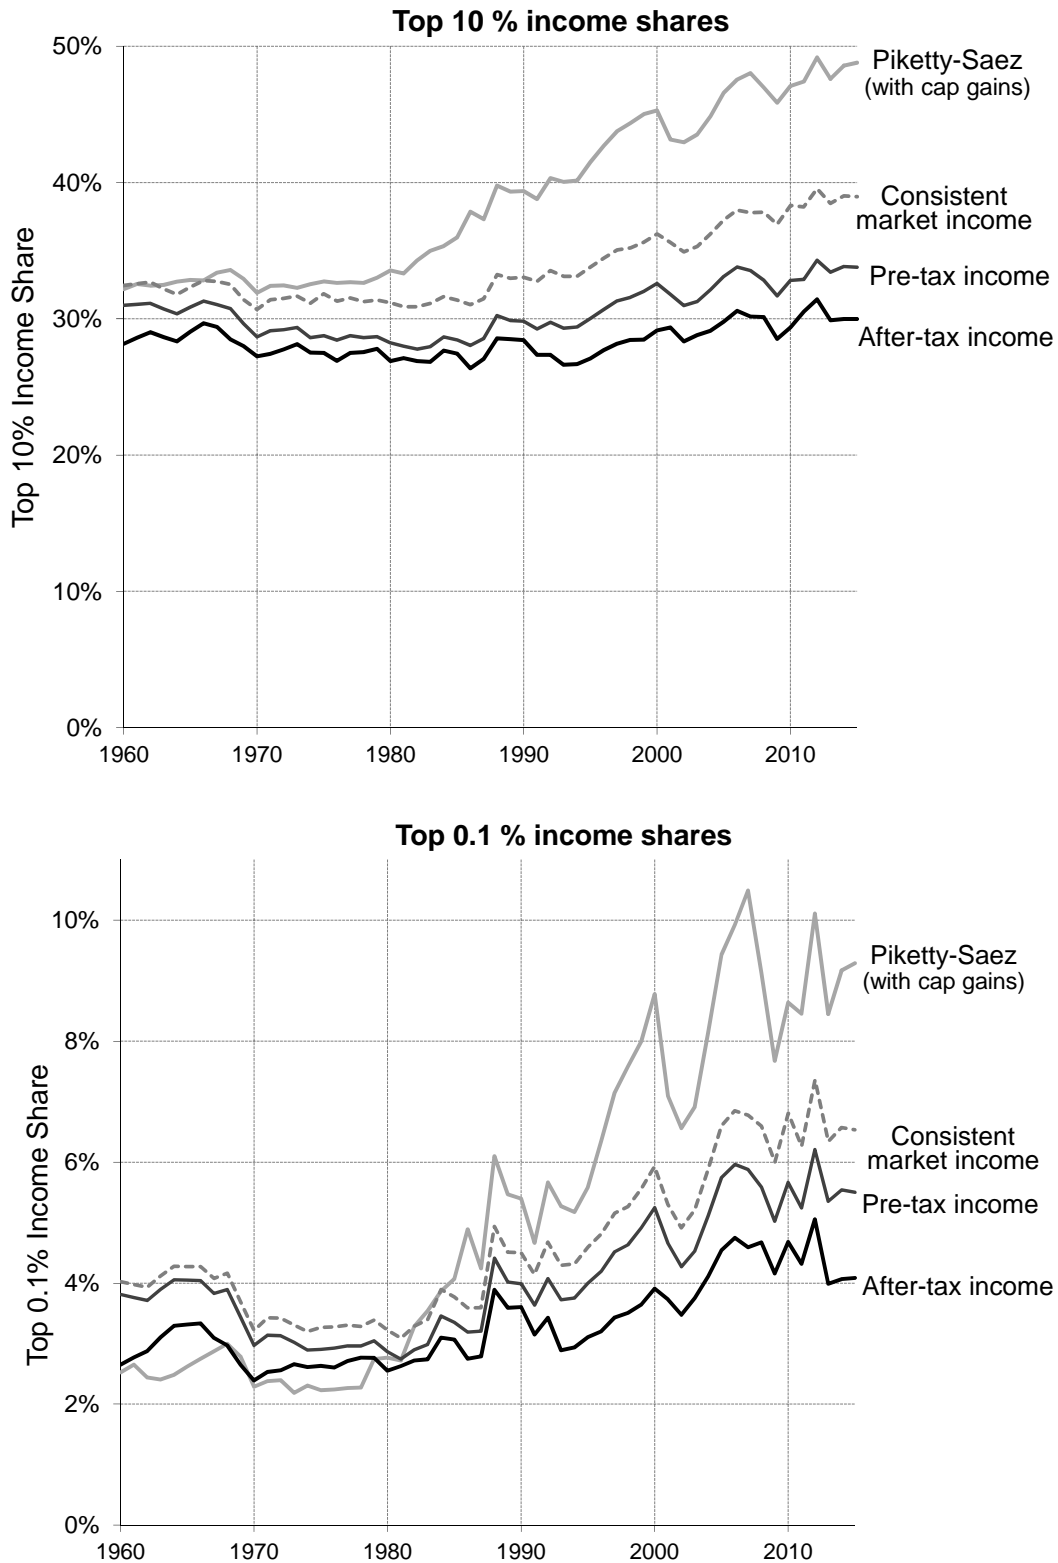 Top 10 % income shares
50%
40%
30%
20%
10%
0%
Top 10% Income Share
Piketty-Saez
(with cap gains)
Consistent
market income
Pre-tax income
After-tax income
1960
1970
1980
1990
2000
2010
Top 0.1 % income shares
10%
8%
6%
4%
2%
0%
Top 0.1% Income Share
Piketty-Saez
(with cap gains)
Consistent
market income
Pre-tax income
After-tax income
1960
1970
1980
1990
2000
2010